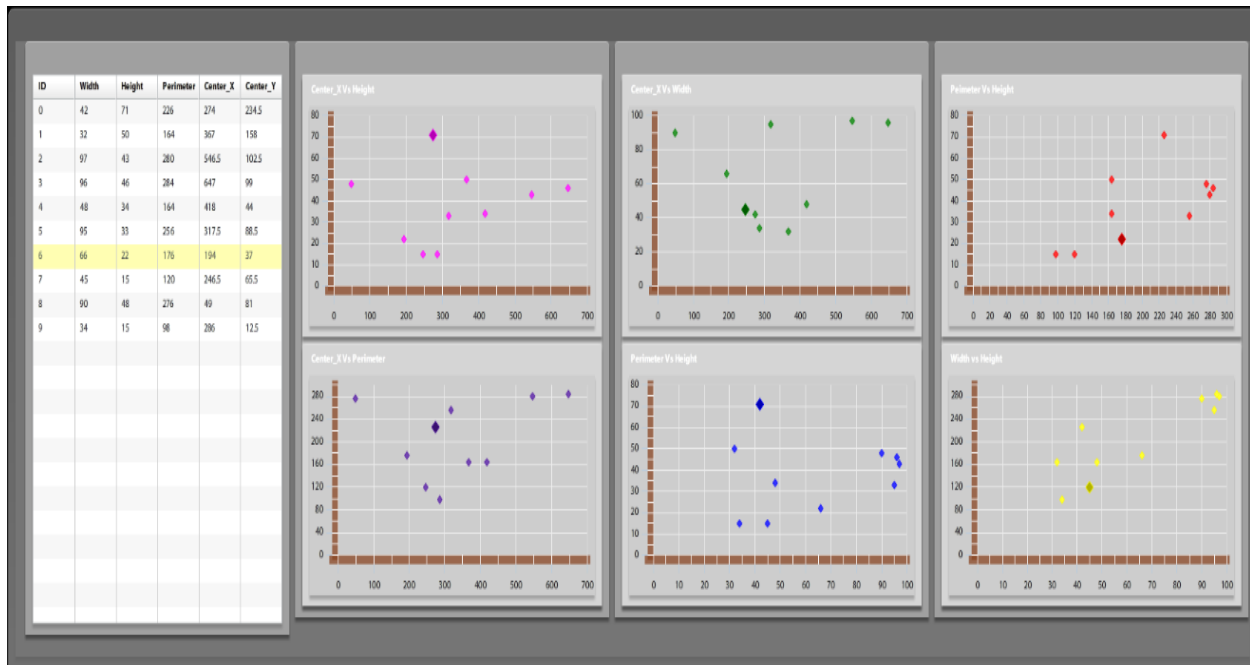 ID Width Height Perimeter Center_X Center_Y
0 42 71 226 274 234.5
1 32 50 164 367 158
2 97 43 280 546.5 102.5
3 96 46 284 647 99
4 48 34 164 418 44
5 95 33 256 317.5 88.5
6 66 22 176 194 37
7 45 15 120 246.5 65.5
8 90 48 276 49 81
9 34 15 98 286 12.5
Center_X Vs Height
80
70
60
50
40
30
20
10
0
0 100 200 300 400 500 600 700
Center_X Vs Width
100
80
60
40
20
0
0 100 200 300 400 500 600 700
Peimeter Vs Height
80
70
60
50
40
30
20
10
0
0 20 40 60 80 100 120 140 160 180 200 220 240 260 280 300
Center_X Vs Perimeter
280
240
200
160
120
80
40
0
0 100 200 300 400 500 600 700
Perimeter Vs Height
80
70
60
50
40
30
20
10
0
0 10 20 30 40 50 60 70 80 90 100
Width vs Height
280
240
200
160
120
80
40
0
0 10 20 30 40 50 60 70 80 90 100